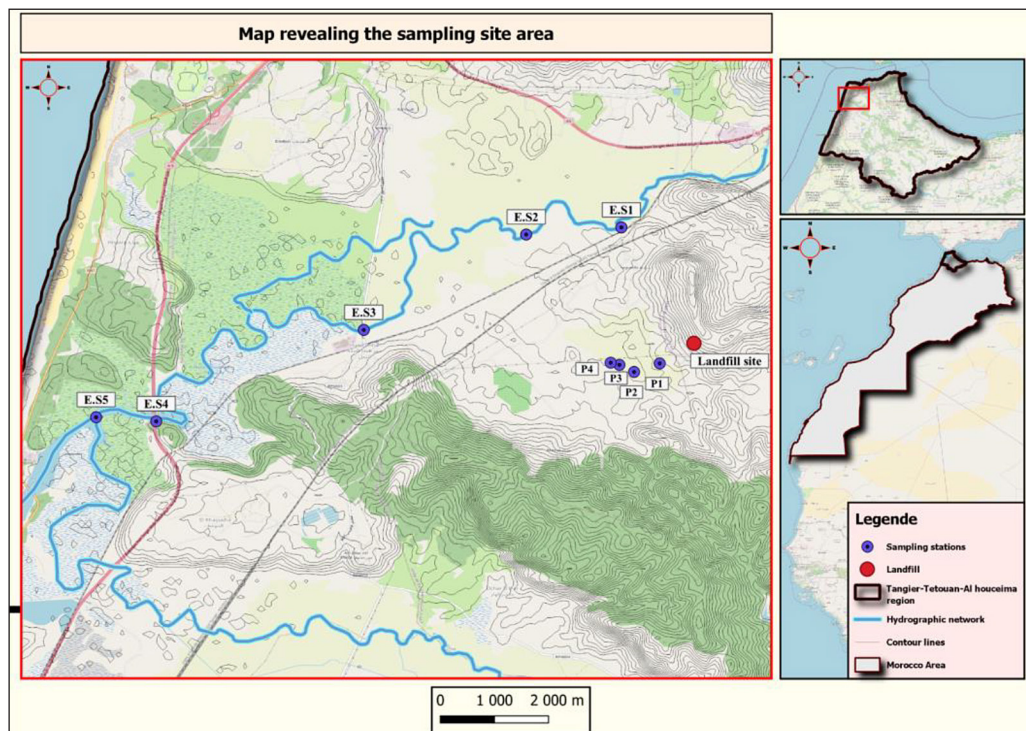 Map revealing the sampling site area
E.S2
E.S1
E.S3
Landfill site
P4
P3
P1
P2
E.S5
E.S4
Legende
Sampling stations
Landfill
Tangier-Tetouan-Al houceima
region
Hydrographic network
Contour lines
Morocco Area
0 1 000 2 000 m